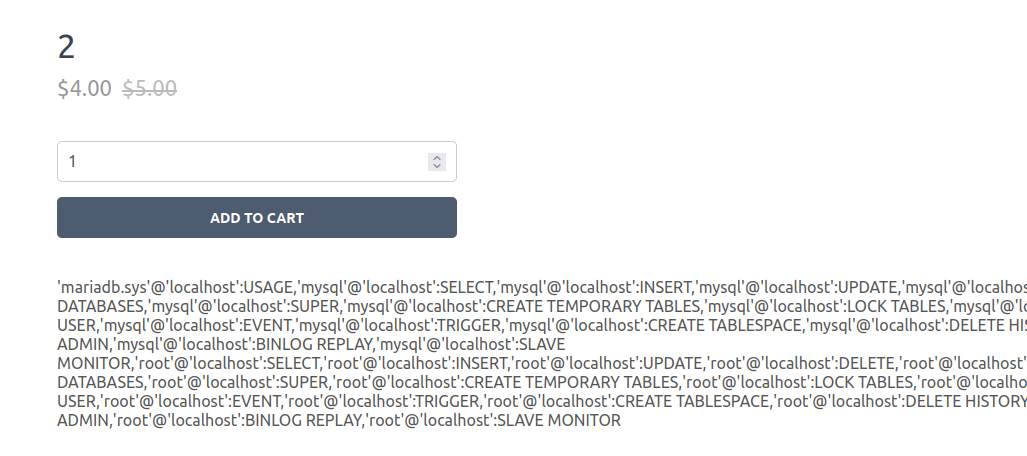 2
$4.00 $5.00
1
ADD TO CART
'mariadb.sys'@'localhost':USAGE,'mysql'@'localhost':SELECT,'mysql'@'localhost':INSERT,'mysql'@'localhost':UPDATE,'mysql'@'localhos
DATABASES,'mysql'@'localhost':SUPER,'mysql'@'localhost':CREATE TEMPORARY TABLES,'mysql'@'localhost':LOCK TABLES,'mysql'@'lo
USER,'mysql'@'localhost':EVENT,'mysql'@'localhost':TRIGGER,'mysql'@'localhost':CREATE TABLESPACE,'mysql'@'localhost':DELETE HIS
ADMIN,'mysql'@'localhost':BINLOG REPLAY,'mysql'@'localhost':SLAVE
MONITOR,'root'@'localhost':SELECT,'root'@'localhost':INSERT,'root'@'localhost':UPDATE,'root'@'localhost':DELETE,'root'@'localhost'
DATABASES,'root'@'localhost':SUPER,'root'@'localhost':CREATE TEMPORARY TABLES,'root'@'localhost':LOCK TABLES,'root'@'localho
USER,'root'@'localhost':EVENT,'root'@'localhost':TRIGGER,'root'@'localhost':CREATE TABLESPACE,'root'@'localhost':DELETE HISTORY
ADMIN,'root'@'localhost':BINLOG REPLAY,'root'@'localhost':SLAVE MONITOR